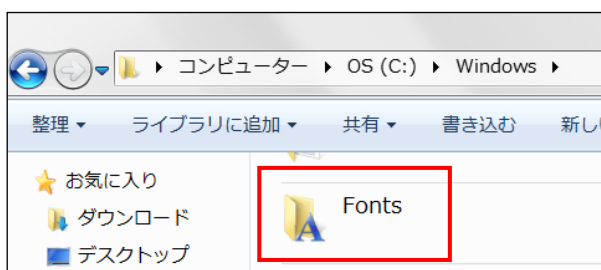 コンピューター ▶ OS (C:) ▶ Windows ▶
整理 ▼ ライブラリに追加 ▼ 共有 ▼ 書き込む 新し
お気に入り
ダウンロード
デスクトップ
Fonts